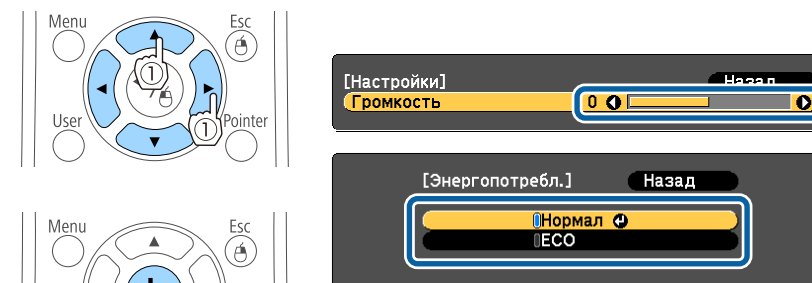 Menu
Esc
User
Pointer
[Настройки]
Назад
Громкость
0
[Энергопотребл.]
Назад
Нормал
ECO
Menu
Esc